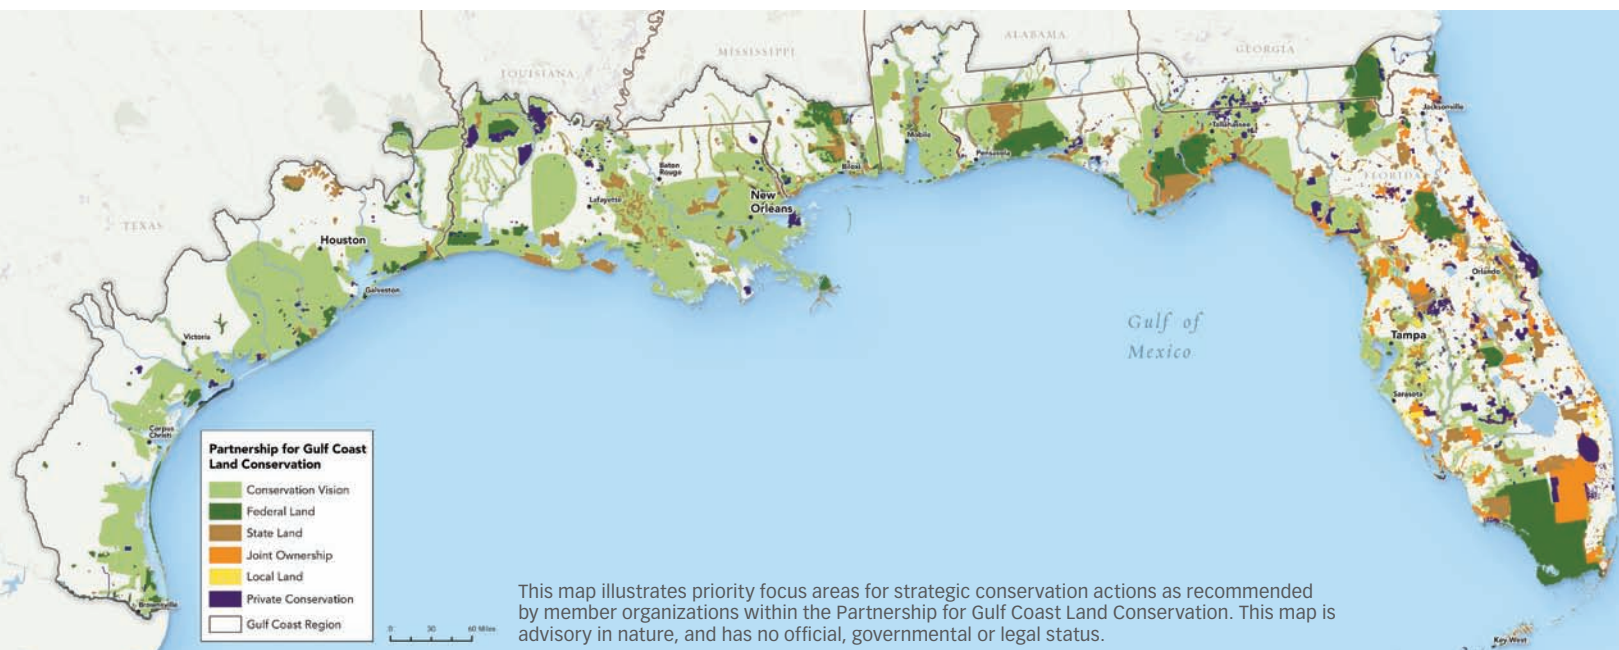 LOUISIANA
MISSISSIPPI
ALABAMA
GEORGIA
Jacksonville
Tallahassee
Mobile
Pensacola
Biloxi
Baton
Rouge
New
Orleans
Lafayette
FLORIDA
TEXAS
Houston
Galveston
Orlando
Victoria
Gulf of
Mexico
Tampa
Sarasota
Corpus
Christi
Brownsville
Partnership for Gulf Coast
Land Conservation
Conservation Vision
Federal Land
State Land
Joint Ownership
Local Land
Private Conservation
Gulf Coast Region
0 30 60 Miles
This map illustrates priority focus areas for strategic conservation actions as recommended
by member organizations within the Partnership for Gulf Coast Land Conservation. This map is
advisory in nature, and has no official, governmental or legal status.
Key West